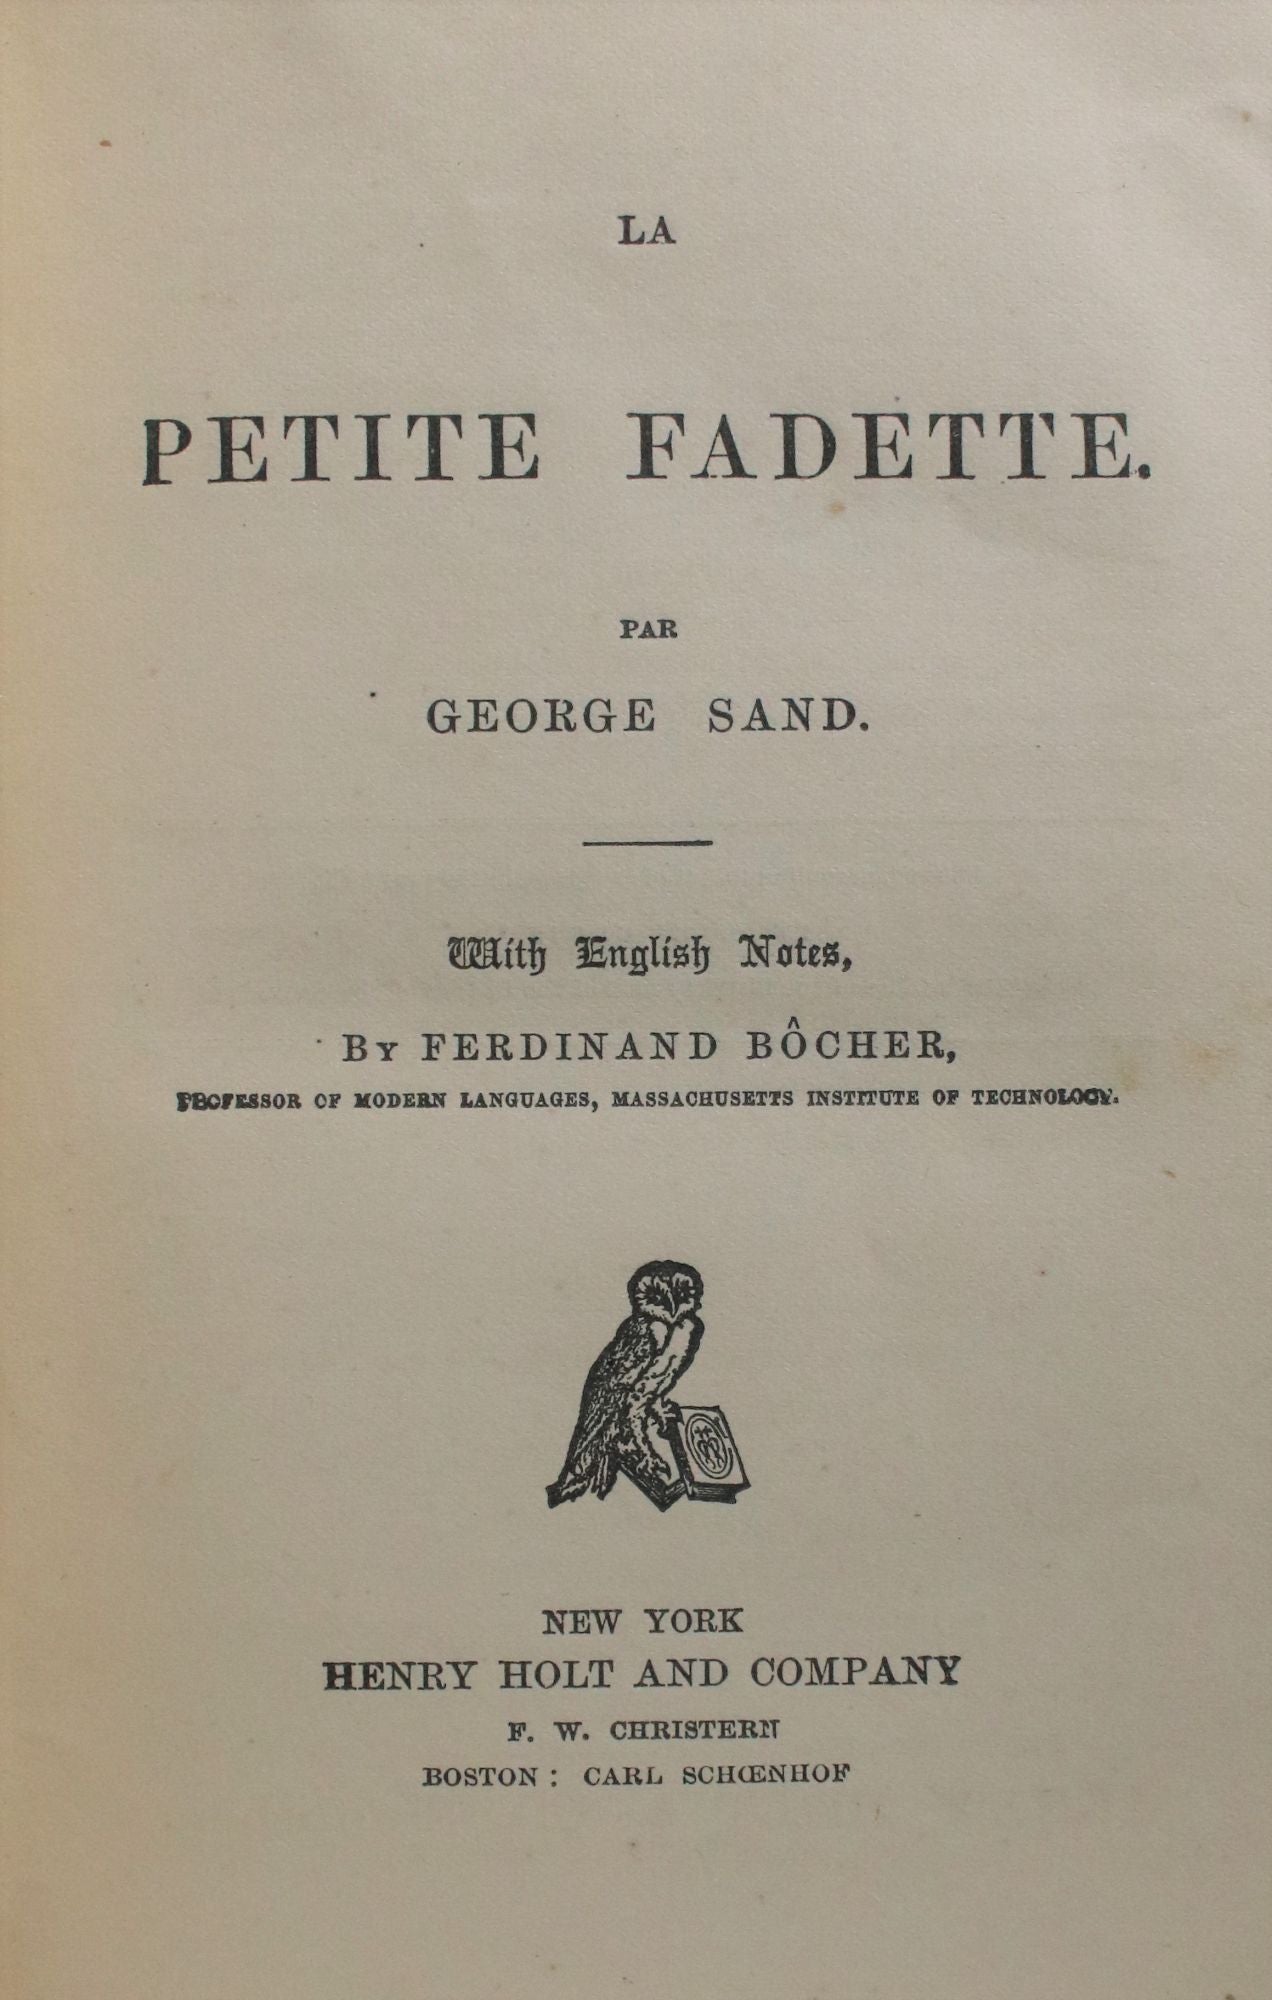 LA
PETITE FADETTE.
PAR
GEORGE SAND.
With English Notes,
BY FERDINAND BÔCHER,
PROFESSOR OF MODERN LANGUAGES, MASSACHUSETTS INSTITUTE OF TECHNOLOGY.
NEW YORK
HENRY HOLT AND COMPANY
F. W. CHRISTERN
BOSTON: CARL SCHŒNHOF